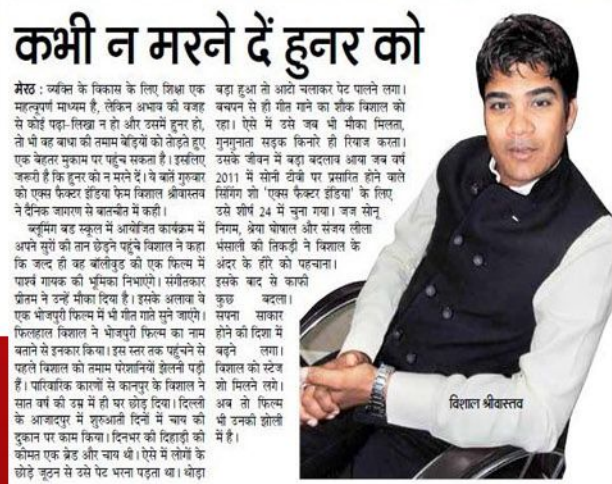 कभी न मरने दें हुनर को
मेरठ : व्यक्ति के विकास के लिए शिक्षा एक
महत्वपुर्ण माध्यम है, लेकिन अभाव की वजह
से कोई पढ़ा-लिखा न हो और उसमें हुनर हो,
तो भी वह बाधा की तमाम बेड़ियों को तोड़ते हुए
एक बेहतर मुकाम पर पहुंच सकता है। इसलिए
जरूरी है कि हुनर को न मरने दें। ये बातें गुरुवार
को एक्स फैक्टर इंडिया फेम विशाल श्रीवास्तव
ने दैनिक जागरण से बातचीत में कही।
ब्लूमिंग बड स्कूल में आयोजित कार्यक्रम में
अपने सुरों की तान छेड़ने पहुंचे विशाल ने कहा
कि जल्द ही वह बॉलीवुड की एक फिल्म में
पार्श्व गायक की भूमिका निभाएंगे। संगीतकार
प्रीतम ने उन्हें मौका दिया है। इसके अलावा वे
एक भोजपुरी फिल्म में भी गीत गाते सुने जाएंगे।
फिलहाल विशाल ने भोजपुरी फिल्म का नाम
बताने से इनकार किया। इस स्तर तक पहुंचने से
पहले विशाल को तमाम परेशानियां झेलनी पड़ी
हैं। पारिवारिक कारणों से कानपुर के विशाल ने
सात वर्ष की उम्र में ही घर छोड़ दिया। दिल्ली
के आजादपुर में शुरुआती दिनों में चाय की
दुकान पर काम किया। दिनभर की दिहाड़ी की
कीमत एक ब्रेड और चाय थी। ऐसे में लोगों के
छोड़े जूठन से उसे पेट भरना पड़ता था। थोड़ा
बड़ा हुआ तो आटो चलाकर पेट पालने लगा।
बचपन से ही गीत गाने का शौक विशाल को
रहा। ऐसे में उसे जब भी मौका मिलता,
गुनगुनाता सड़क किनारे ही रियाज करता।
उसके जीवन में बड़ा बदलाव आया जब वर्ष
2011 में सोनी टीवी पर प्रसारित होने वाले
सिंगिंग शो 'एक्स फैक्टर इंडिया' के लिए
उसे शीर्ष 24 में चुना गया। जज सोनू
निगम, श्रेया घोषाल और संजय लीला
भंसाली की तिकड़ी ने विशाल के
अंदर के हीरे को पहचाना।
इसके बाद से काफी
कुछ बदला।
सपना साकार
होने की दिशा में
बढ़ने लगा।
विशाल को स्टेज
शो मिलने लगे।
अब तो फिल्म
भी उनकी झोली
में है।
विशाल श्रीवास्तव